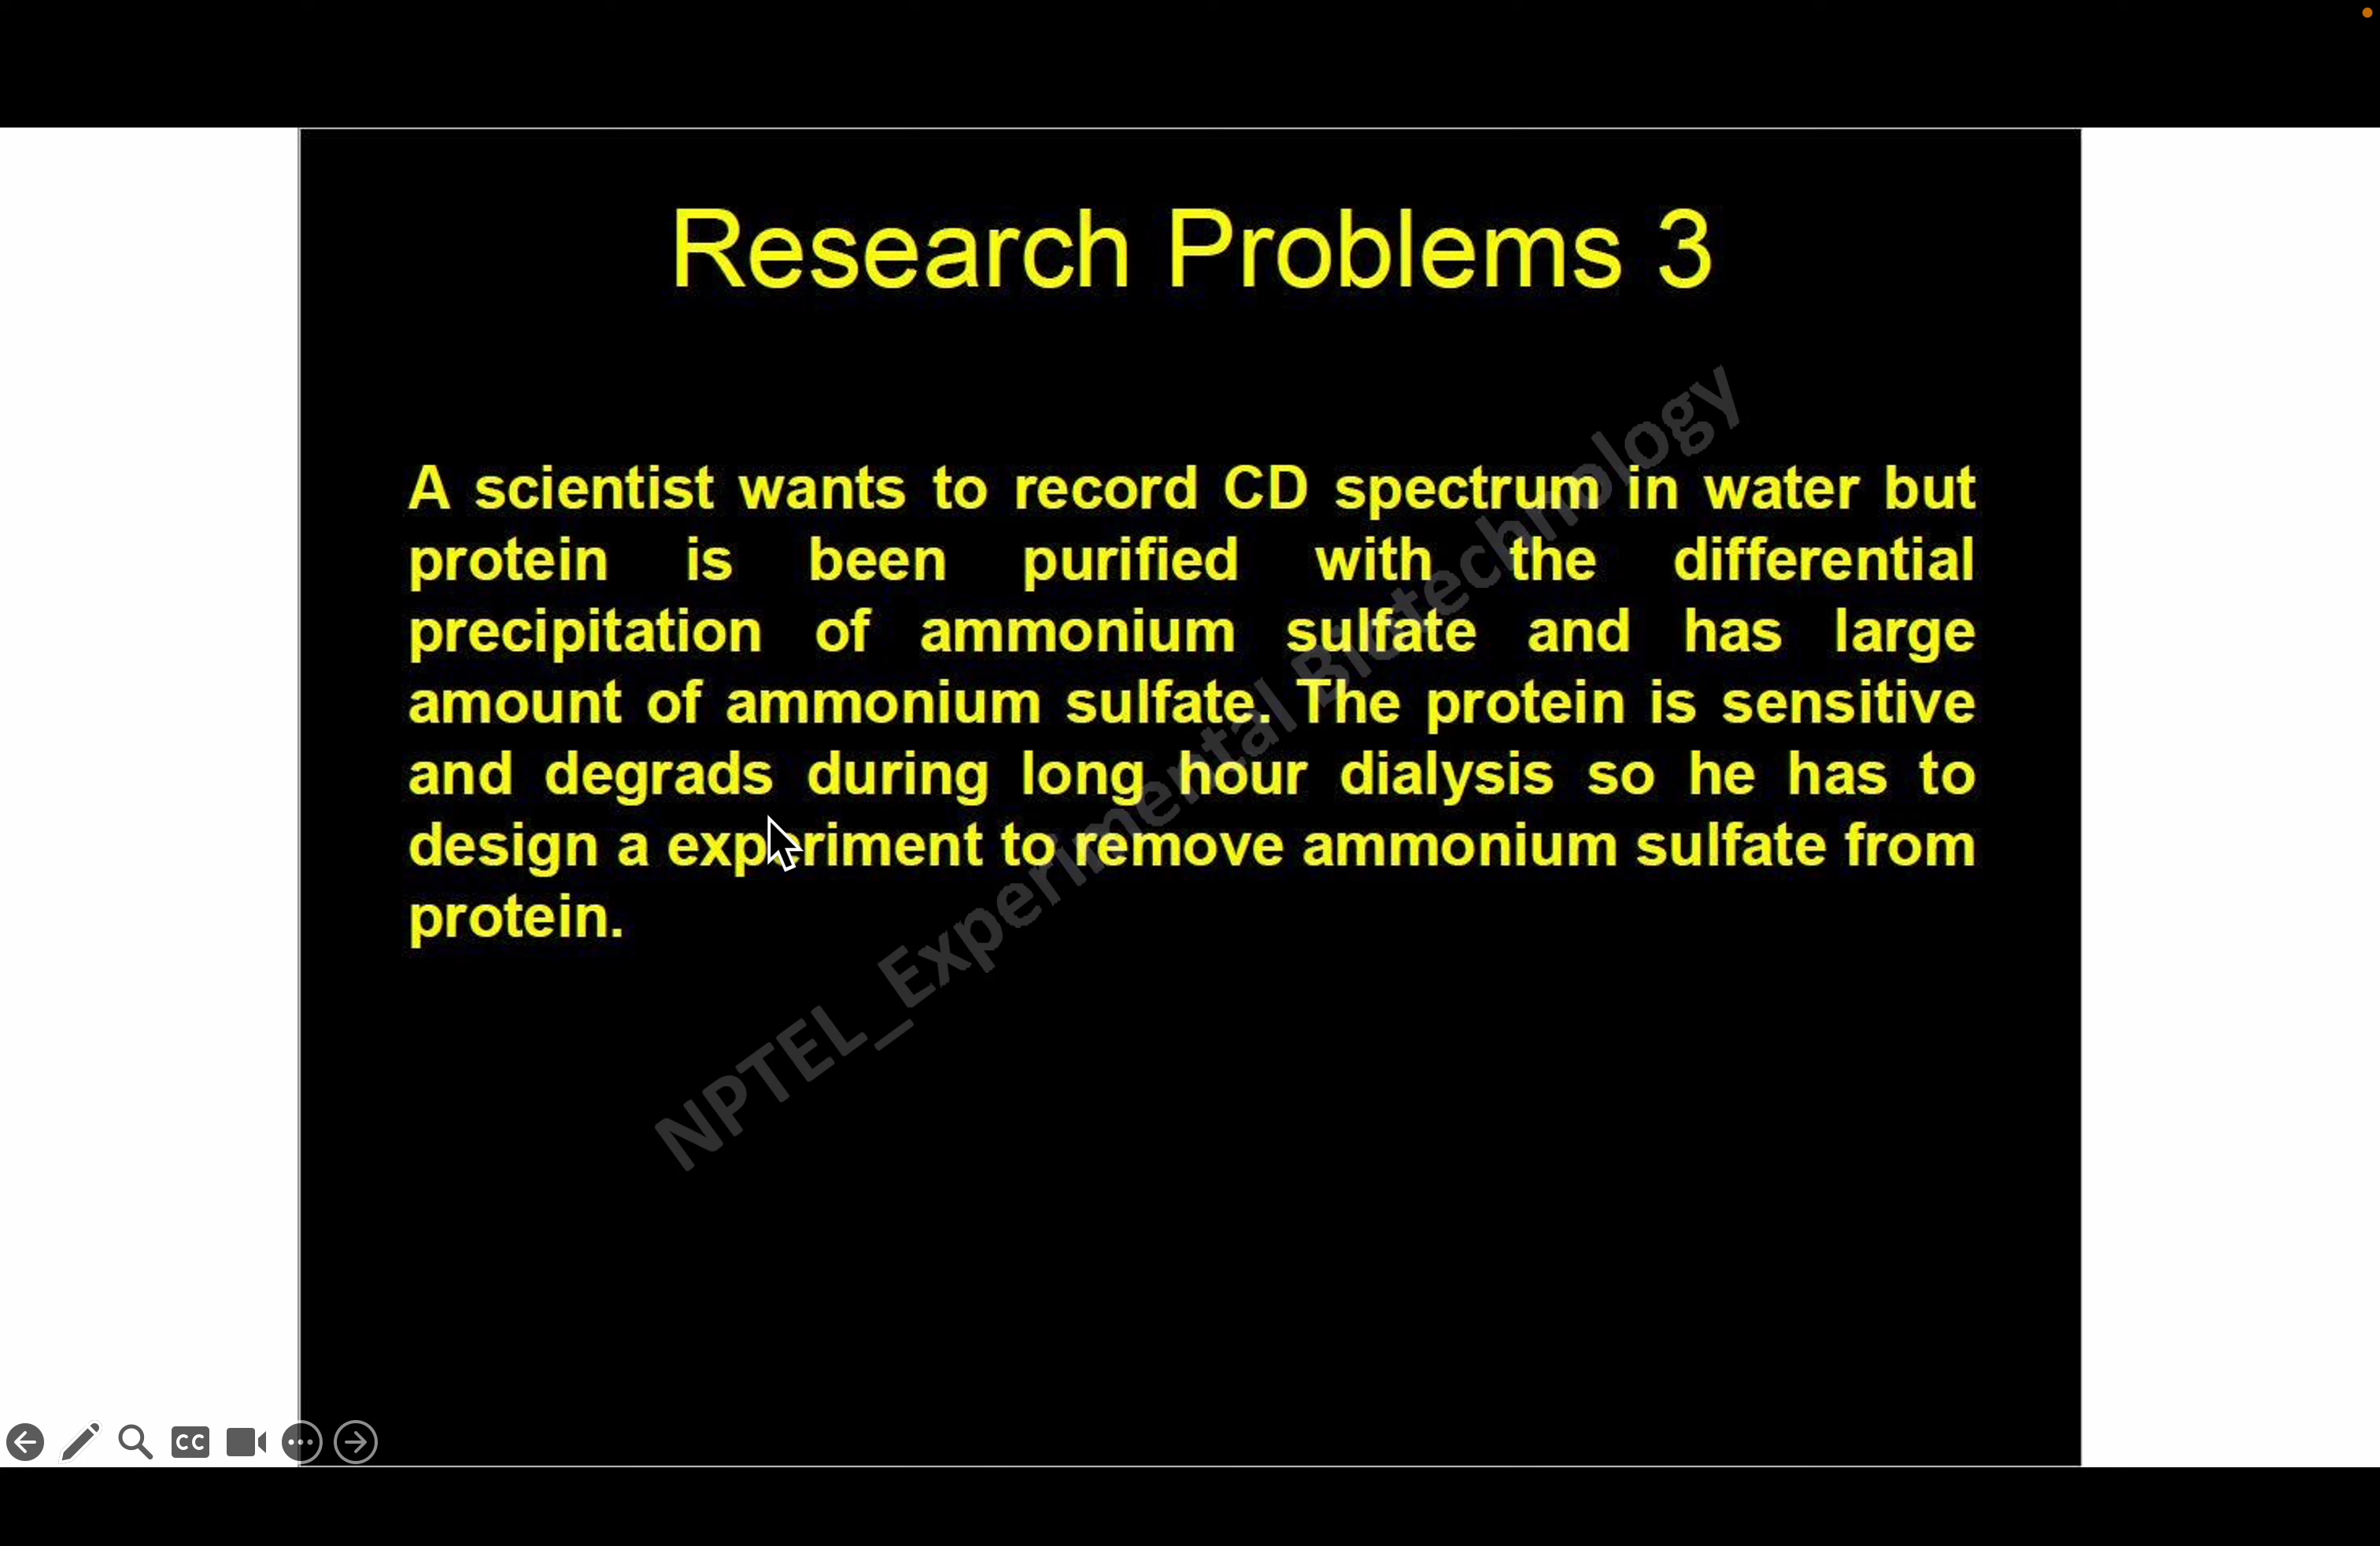 Research Problems 3
A scientist wants to record CD spectrum in water but
protein is been purified with the differential
precipitation of ammonium sulfate and has large
amount of ammonium sulfate. The protein is sensitive
and degrads during long hour dialysis so he has to
design a experiment to remove ammonium sulfate from
protein.
NPTEL_Experimental Biotechnology
CC